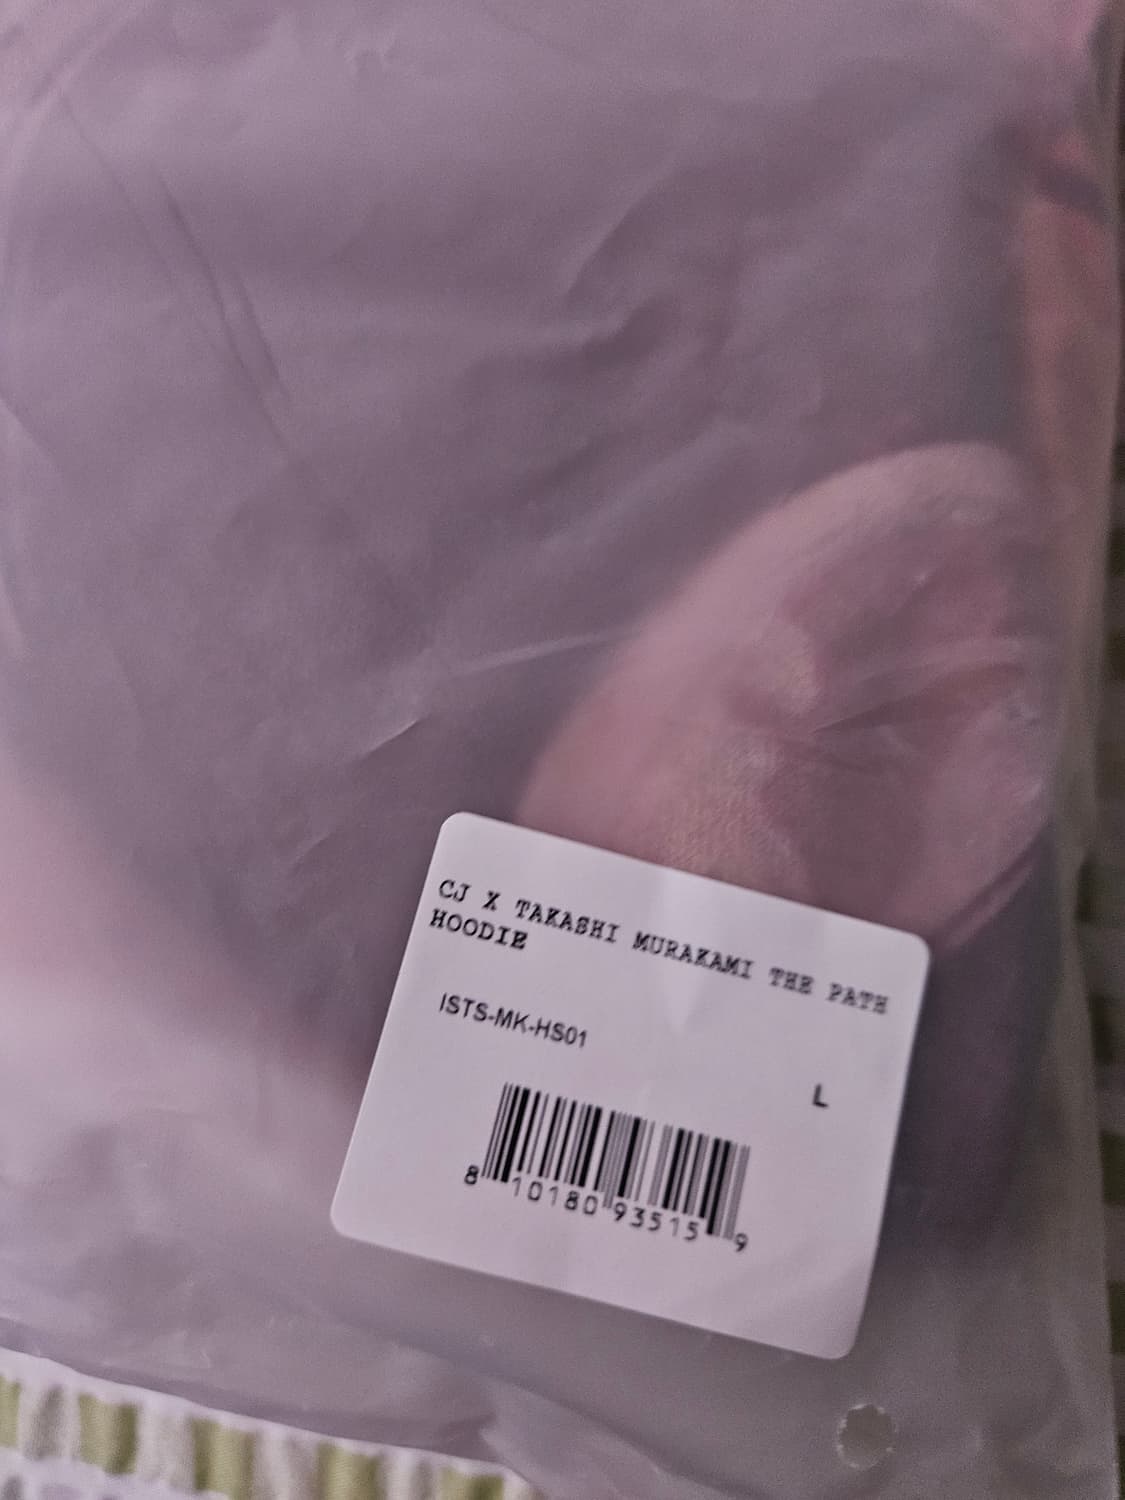 CJ X TAKASHI MURAKAMI THE PATH
HOODIE
ISTS-MK-HS01
L
8 10180 93515 9